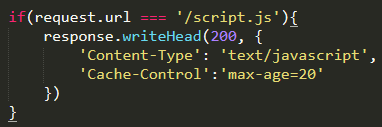 if(request.url === '/script.js'){
    response.writeHead(200, {
        'Content-Type': 'text/javascript',
        'Cache-Control':'max-age=20'
    })
}